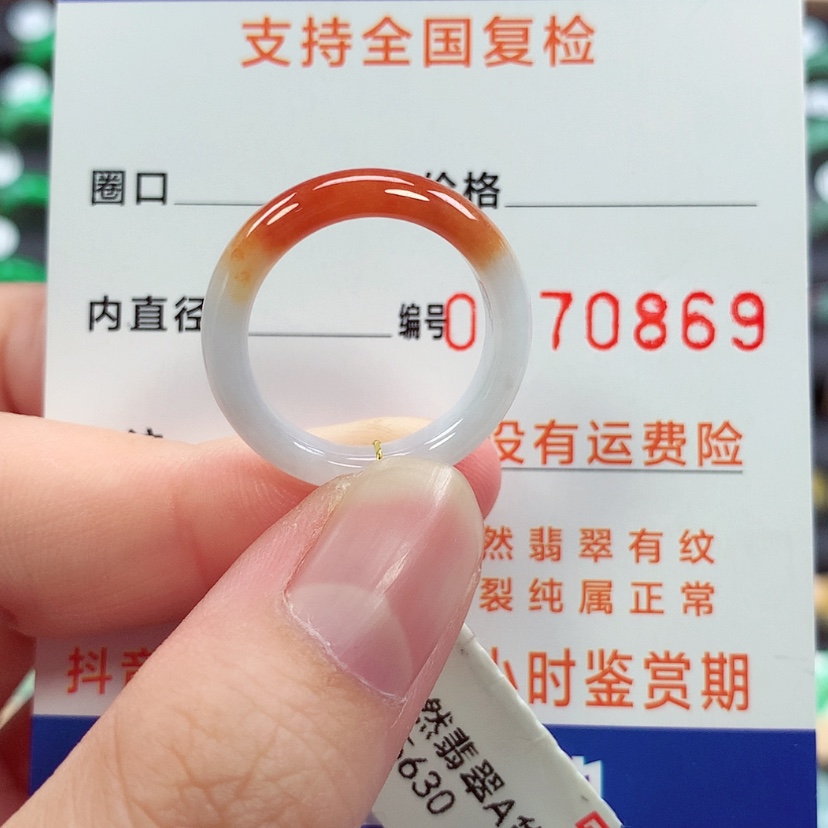 支持全国复检
圈口 价格
内直径 编号 0 70869
没有运费险
然翡翠有纹
裂纯属正常
抖音 小时鉴赏期
然翡翠A
5630